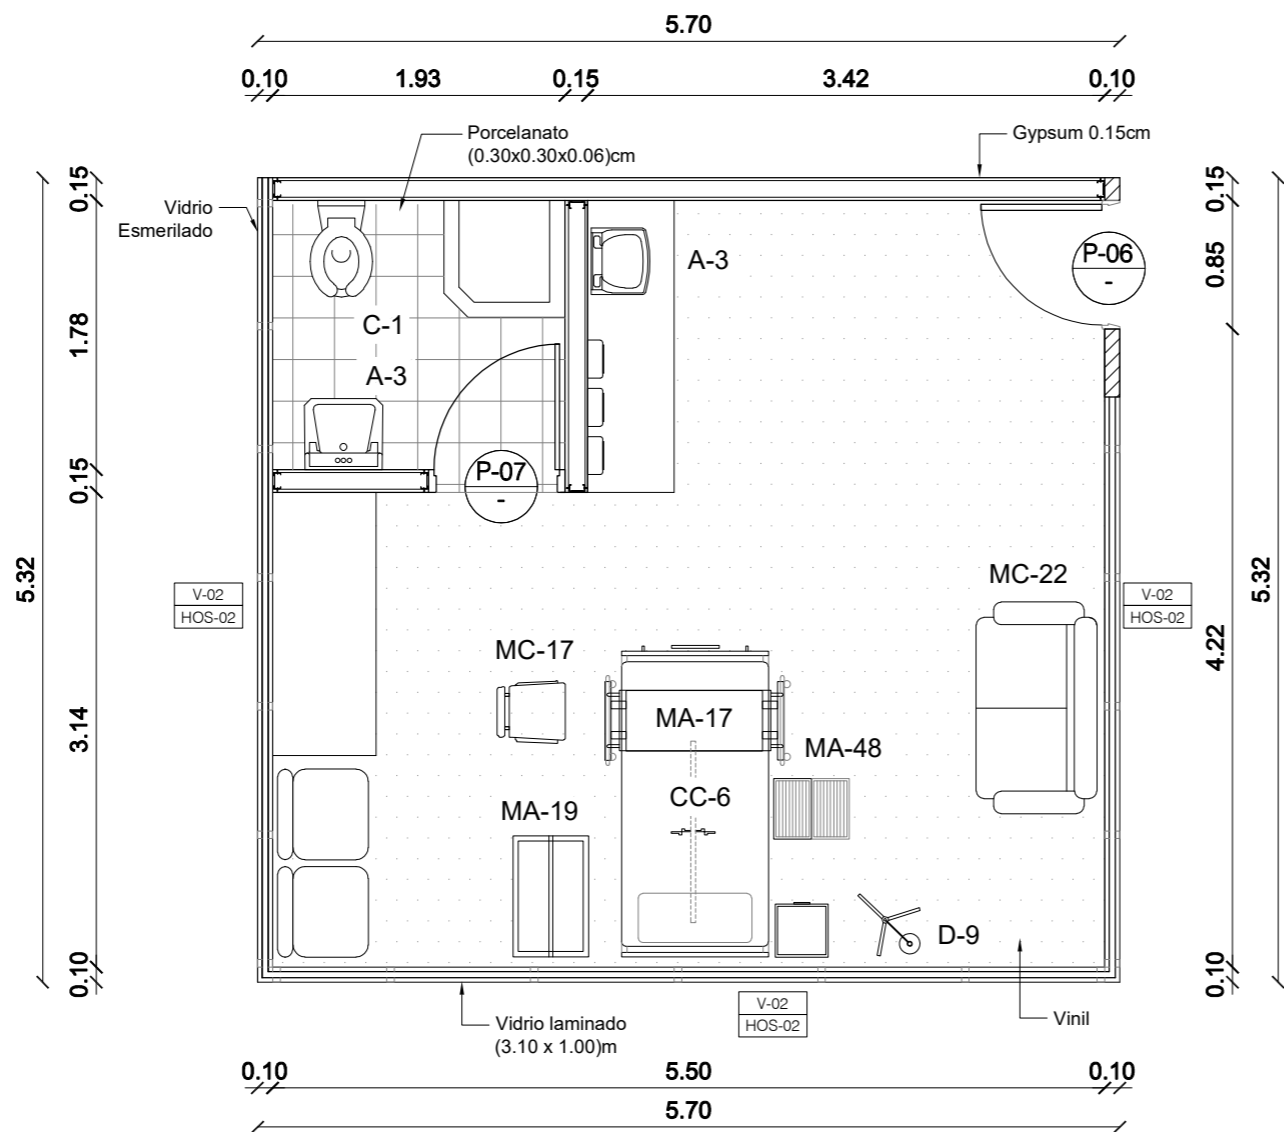 5.70
0.10 1.93 0.15 3.42 0.10
Porcelanato
(0.30x0.30x0.06)cm
Gypsum 0.15cm
Vidrio
Esmerilado
0.15
1.78
0.15
3.14
0.10
5.32
0.15
0.85
4.22
0.10
5.32
P-06
-
A-3
C-1
A-3
P-07
-
V-02
HOS-02
MC-22
V-02
HOS-02
MC-17
MA-17
MA-48
CC-6
MA-19
D-9
V-02
HOS-02
Vidrio laminado
(3.10 x 1.00)m
Vinil
0.10 5.50 0.10
5.70